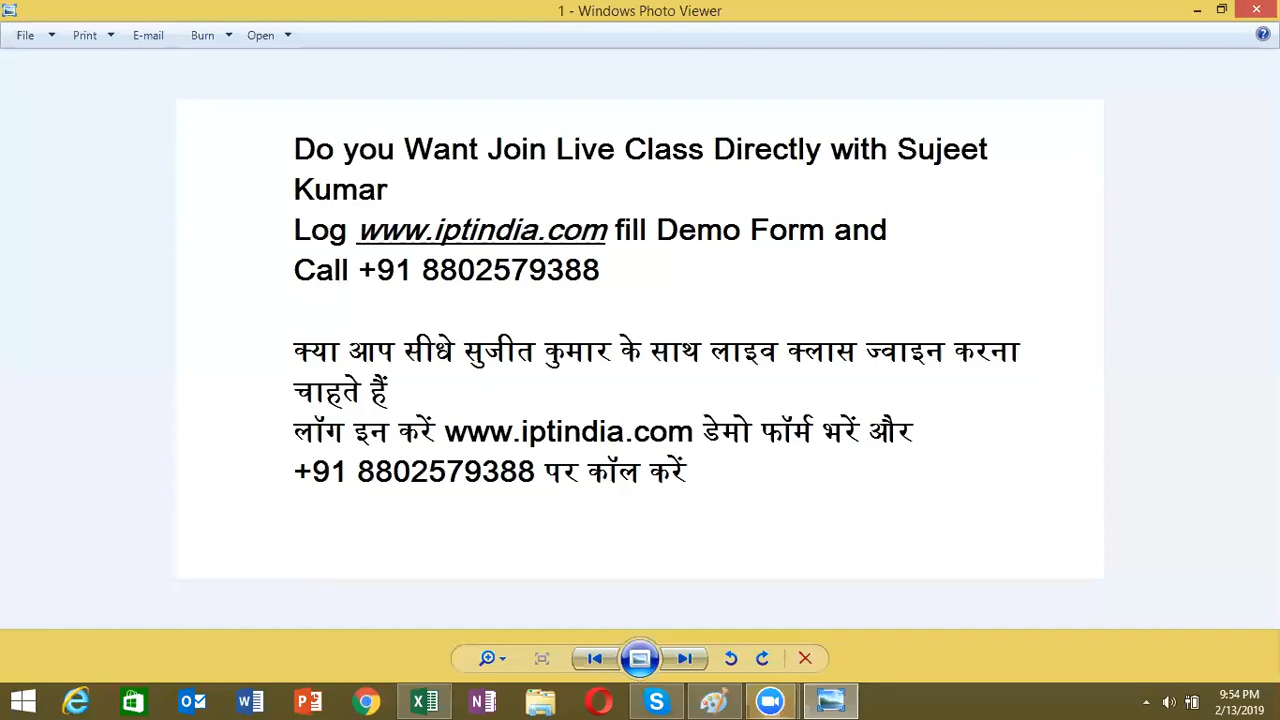 1 - Windows Photo Viewer
File Print E-mail Burn Open
Do you Want Join Live Class Directly with Sujeet
Kumar
Log www.iptindia.com fill Demo Form and
Call +91 8802579388
क्या आप सीधे सुजीत कुमार के साथ लाइव क्लास ज्वाइन करना
चाहते हैं
लॉग इन करें www.iptindia.com डेमो फॉर्म भरें और
+91 8802579388 पर कॉल करें
9:54 PM
2/13/2019